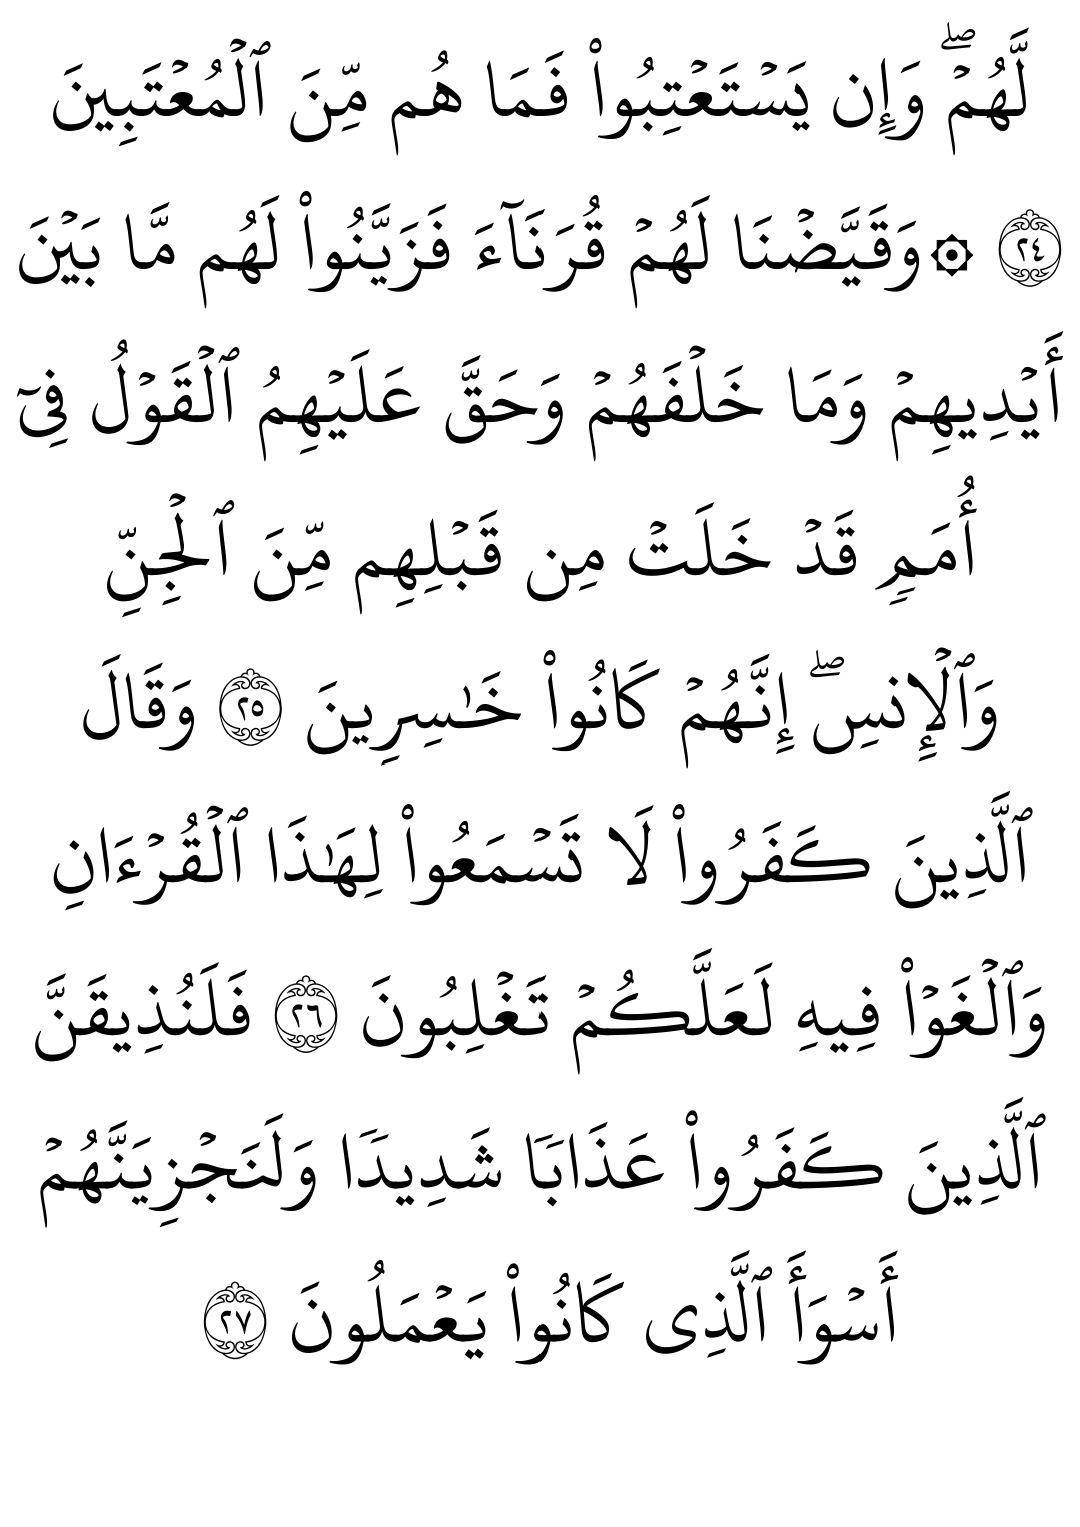 لَّهُمۡۖ وَإِن يَسۡتَعۡتِبُواْ فَمَا هُم مِّنَ ٱلۡمُعۡتَبِينَ
٢٤ ۞ وَقَيَّضۡنَا لَهُمۡ قُرَنَآءَ فَزَيَّنُواْ لَهُم مَّا بَيۡنَ
أَيۡدِيهِمۡ وَمَا خَلۡفَهُمۡ وَحَقَّ عَلَيۡهِمُ ٱلۡقَوۡلُ فِيٓ
أُمَمٖ قَدۡ خَلَتۡ مِن قَبۡلِهِم مِّنَ ٱلۡجِنِّ
وَٱلۡإِنسِۖ إِنَّهُمۡ كَانُواْ خَٰسِرِينَ ٢٥ وَقَالَ
ٱلَّذِينَ كَفَرُواْ لَا تَسۡمَعُواْ لِهَٰذَا ٱلۡقُرۡءَانِ
وَٱلۡغَوۡاْ فِيهِ لَعَلَّكُمۡ تَغۡلِبُونَ ٢٦ فَلَنُذِيقَنَّ
ٱلَّذِينَ كَفَرُواْ عَذَابٗا شَدِيدٗا وَلَنَجۡزِيَنَّهُمۡ
أَسۡوَأَ ٱلَّذِي كَانُواْ يَعۡمَلُونَ ٢٧